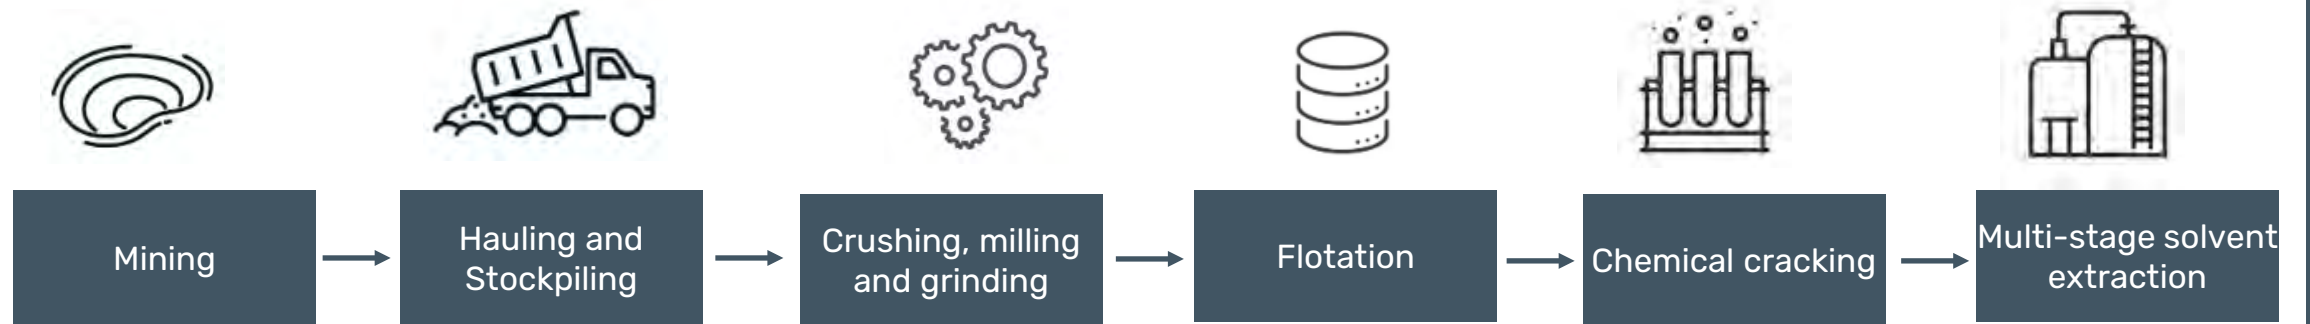 Mining
Hauling and
Stockpiling
Crushing, milling
and grinding
Flotation
Chemical cracking
Multi-stage solvent
extraction